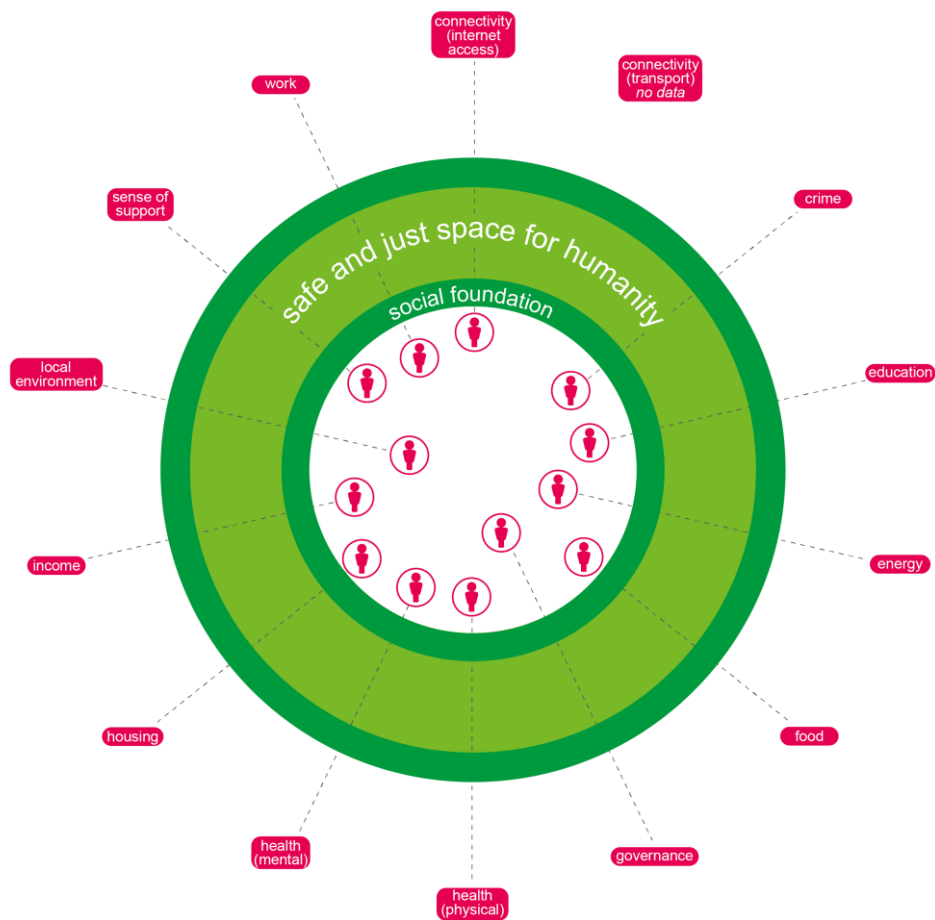 connectivity
(internet
access)
connectivity
(transport)
no data
work
crime
sense of
support
safe and just space for humanity
social foundation
local
environment
education
income
energy
housing
food
health
(mental)
governance
health
(physical)